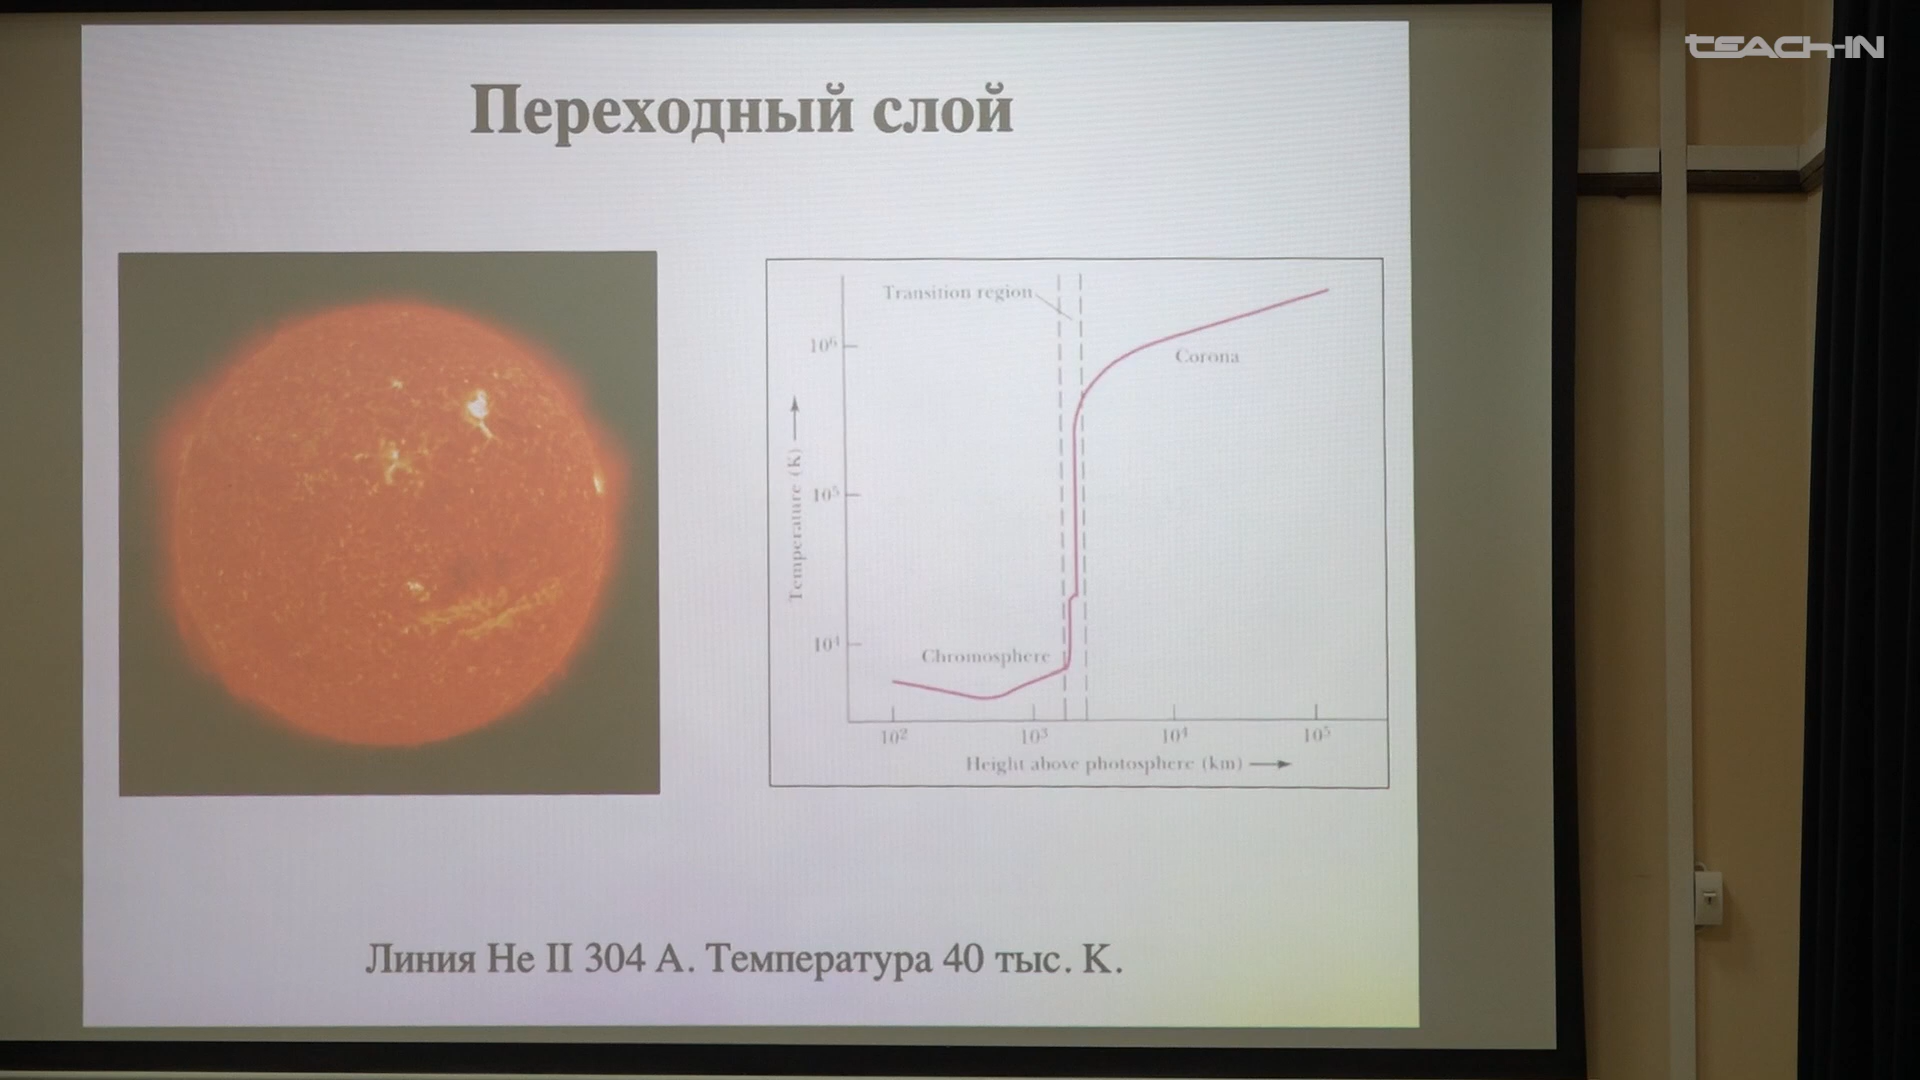 teach-in
Переходный слой
Transition region
10⁶
Corona
Temperature (K)
10⁵
10⁴
Chromosphere
10² 10³ 10⁴ 10⁵
Height above photosphere (km)
Линия He II 304 A. Температура 40 тыс. K.